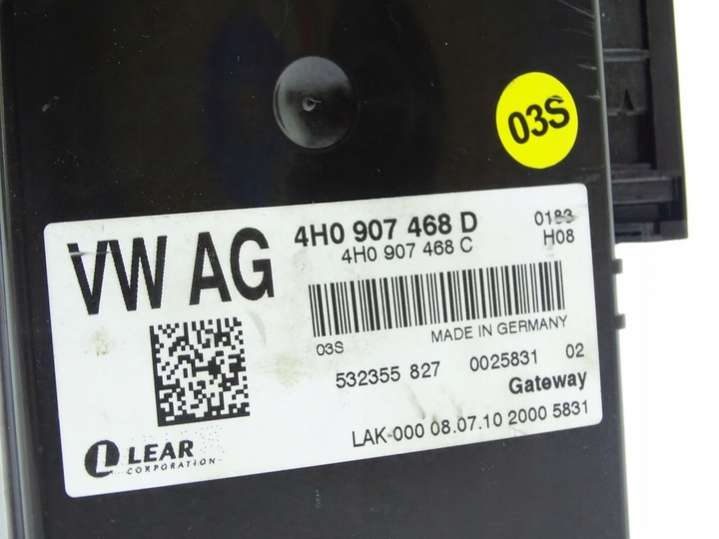 03S
VW AG
4H0 907 468 D
4H0 907 468 C
0183
H08
03S
MADE IN GERMANY
532355 827
0025831 02
Gateway
LAK-000 08.07.10 2000 5831
LEAR
CORPORATION
A